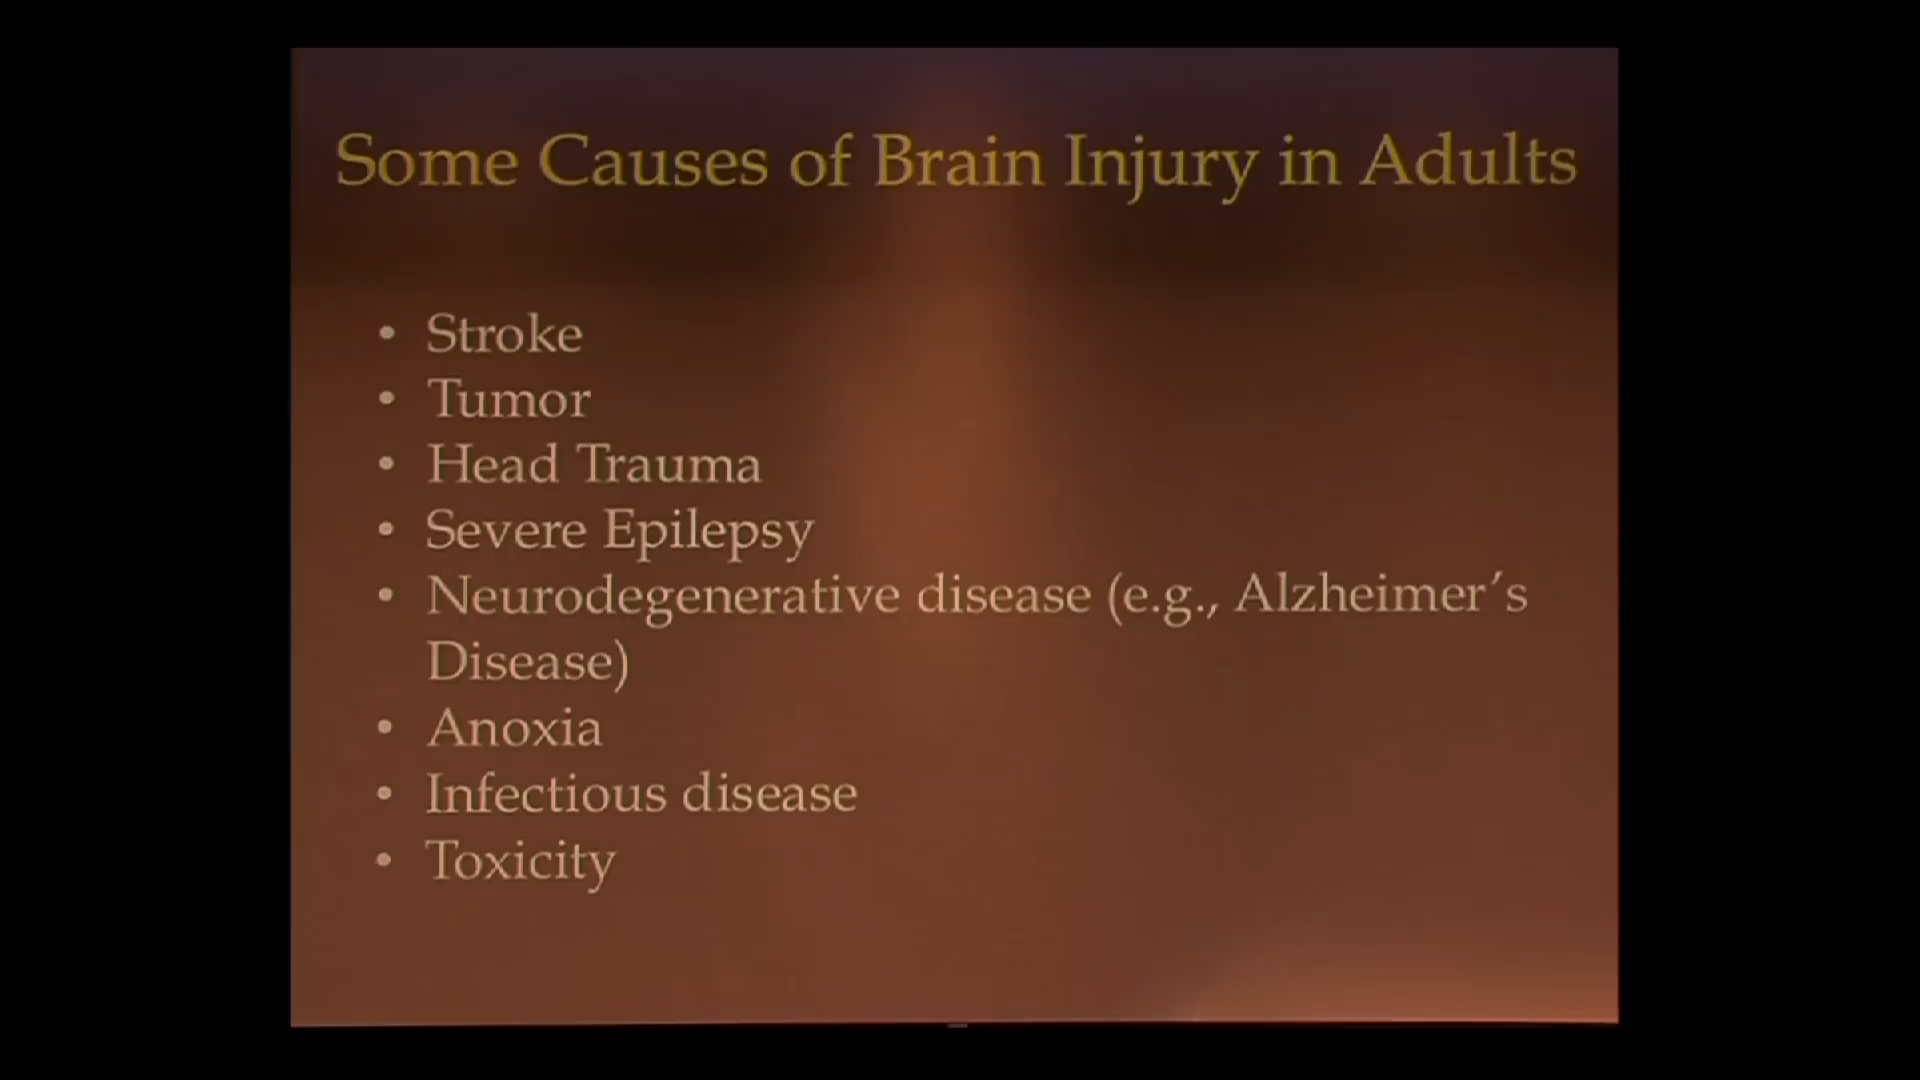 Some Causes of Brain Injury in Adults
• Stroke
• Tumor
• Head Trauma
• Severe Epilepsy
• Neurodegenerative disease (e.g., Alzheimer's
Disease)
• Anoxia
• Infectious disease
• Toxicity